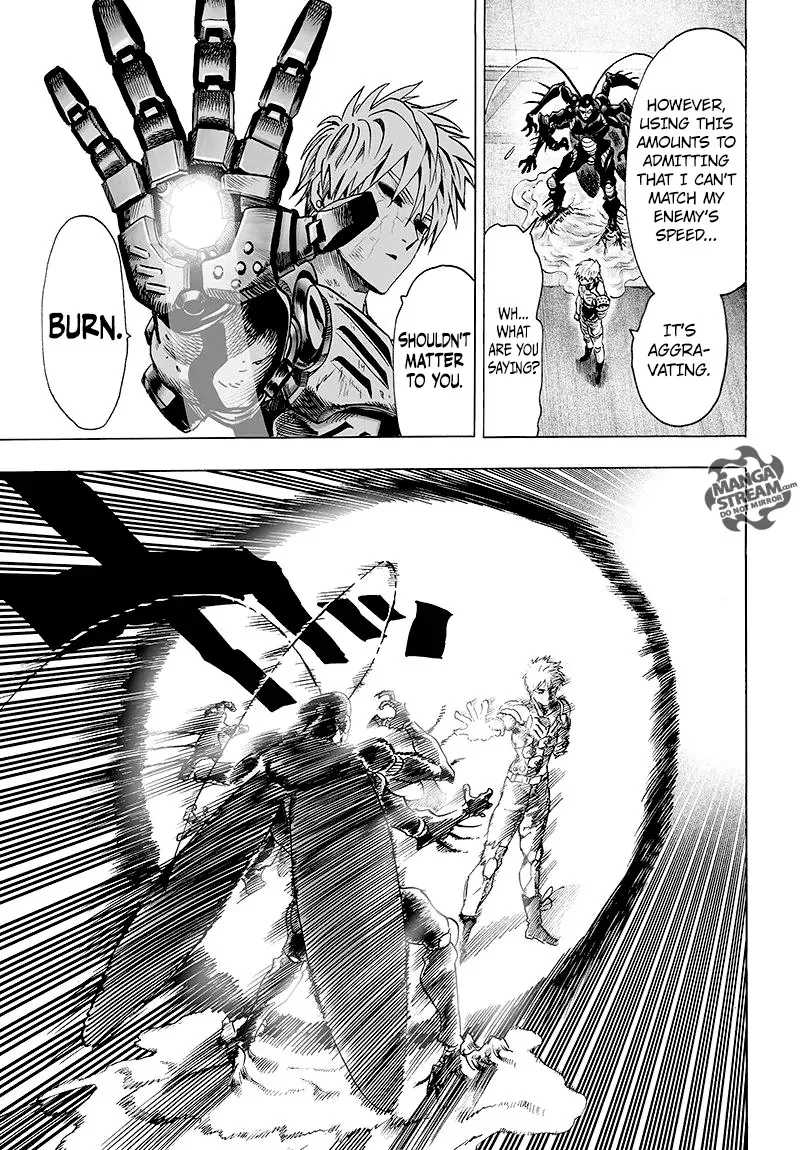 HOWEVER,
USING THIS
AMOUNTS TO
ADMITTING
THAT I CAN'T
MATCH MY
ENEMY'S
SPEED...
IT'S
AGGRA-
VATING.
WH...
WHAT
ARE YOU
SAYING?
SHOULDN'T
MATTER
TO YOU.
BURN.
MANGA
STREAM.com
DO NOT MIRROR